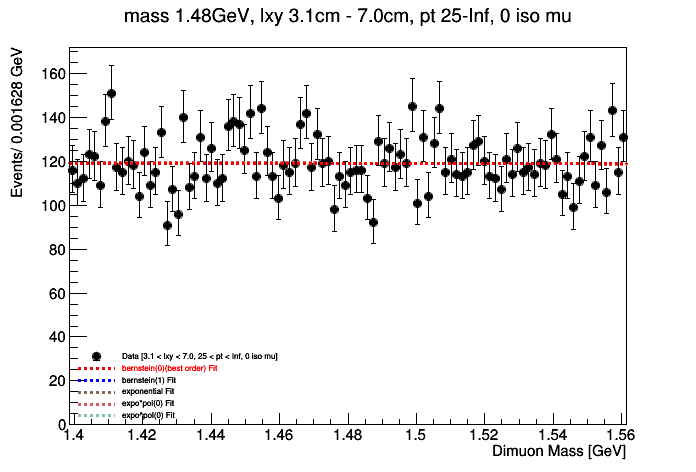 mass 1.48GeV, lxy 3.1cm - 7.0cm, pt 25-Inf, 0 iso mu
Events/ 0.001628 GeV
160
140
120
100
80
60
40
20
0
Data [3.1 < lxy < 7.0, 25 < pt < Inf, 0 iso mu]
bernstein(0)(best order) Fit
bernstein(1) Fit
exponential Fit
expo*pol(0) Fit
expo*pol(0) Fit
1.4 1.42 1.44 1.46 1.48 1.5 1.52 1.54 1.56
Dimuon Mass [GeV]